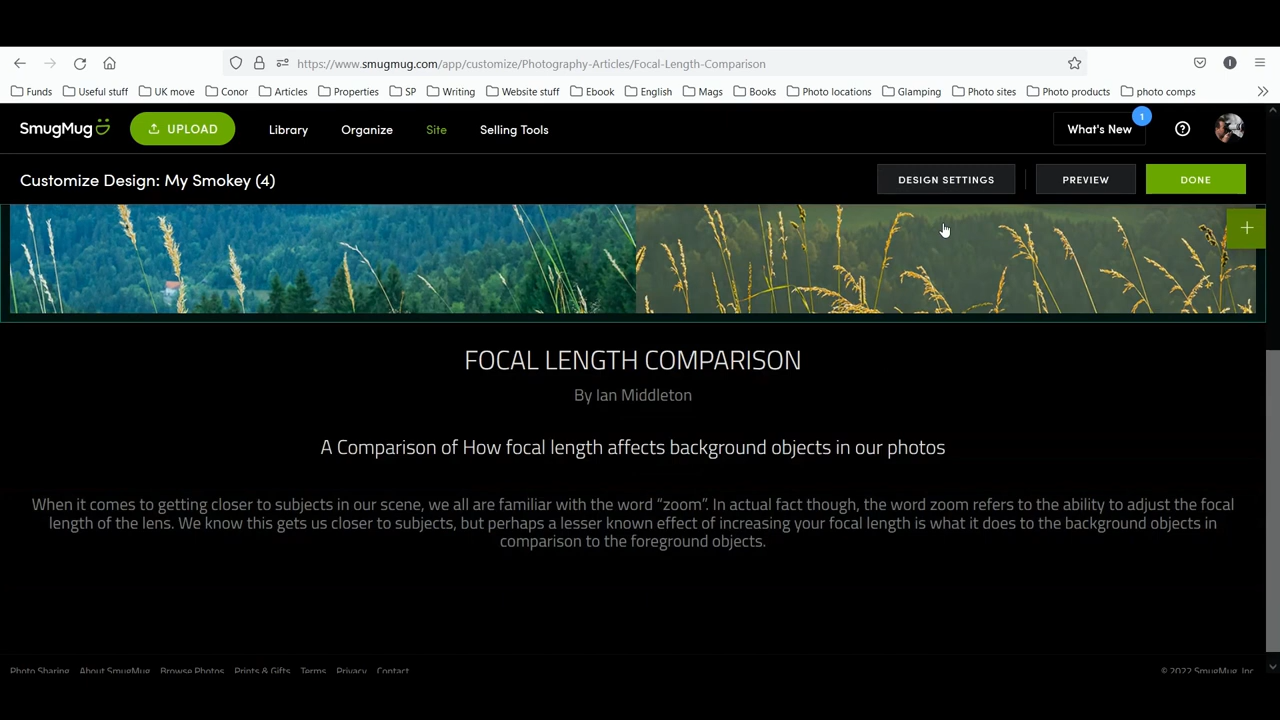 https://www.smugmug.com/app/customize/Photography-Articles/Focal-Length-Comparison
Funds Useful stuff UK move Conor Articles Properties SP Writing Website stuff Ebook English Mags Books Photo locations Glamping Photo sites Photo products photo comps
SmugMug UPLOAD Library Organize Site Selling Tools What's New 1
Customize Design: My Smokey (4) DESIGN SETTINGS PREVIEW DONE
FOCAL LENGTH COMPARISON
By Ian Middleton
A Comparison of How focal length affects background objects in our photos
When it comes to getting closer to subjects in our scene, we all are familiar with the word “zoom”. In actual fact though, the word zoom refers to the ability to adjust the focal
length of the lens. We know this gets us closer to subjects, but perhaps a lesser known effect of increasing your focal length is what it does to the background objects in
comparison to the foreground objects.
Photo Sharing About SmugMug Browse Photos Prints & Gifts Terms Privacy Contact © 2022 SmugMug, Inc.